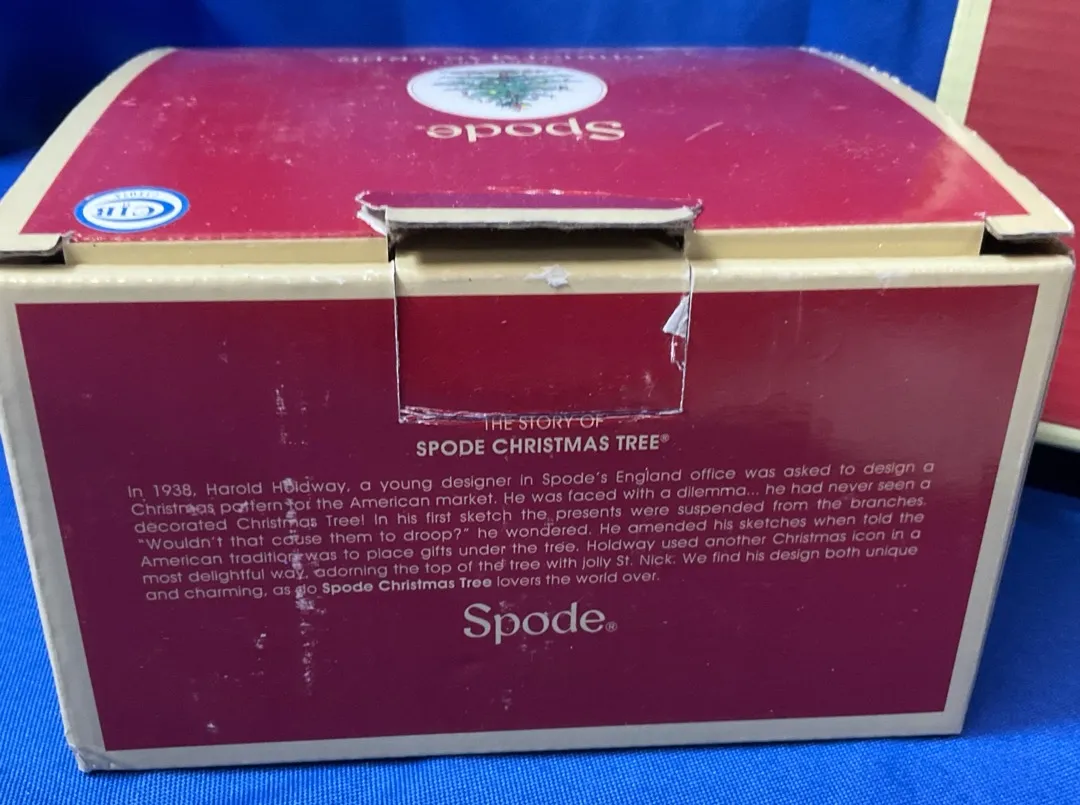 Spode
THE STORY OF
SPODE CHRISTMAS TREE®
In 1938, Harold Holdway, a young designer in Spode's England office was asked to design a
Christmas pattern for the American market. He was faced with a dilemma... he had never seen a
decorated Christmas Tree! In his first sketch the presents were suspended from the branches.
"Wouldn't that cause them to droop?" he wondered. He amended his sketches when told the
American tradition was to place gifts under the tree. Holdway used another Christmas icon in a
most delightful way, adorning the top of the tree with jolly St. Nick. We find his design both unique
and charming, as do Spode Christmas Tree lovers the world over.
Spode®